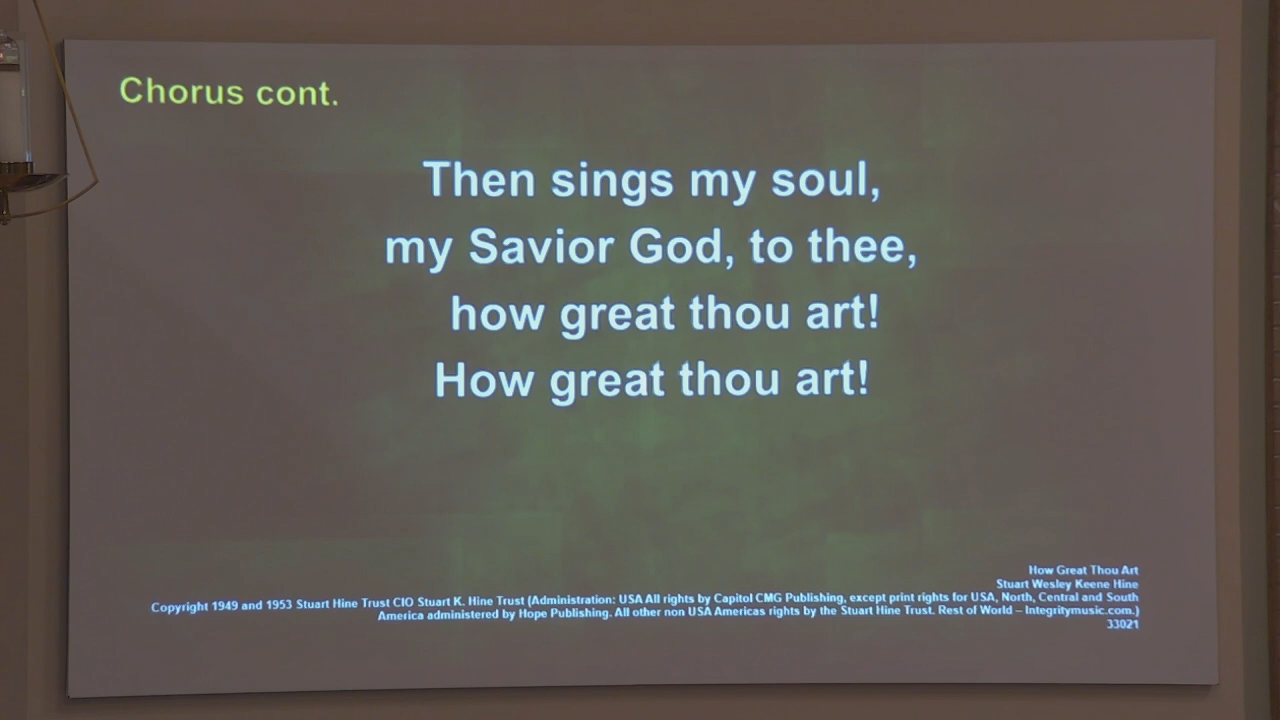 Chorus cont.
Then sings my soul,
my Savior God, to thee,
how great thou art!
How great thou art!
How Great Thou Art
Stuart Wesley Keene Hine
Copyright 1949 and 1953 Stuart Hine Trust CIO Stuart K. Hine Trust (Administration: USA All rights by Capitol CMG Publishing, except print rights for USA, North, Central and South
America administered by Hope Publishing. All other non USA Americas rights by the Stuart Hine Trust. Rest of World – Integritymusic.com.)
33021